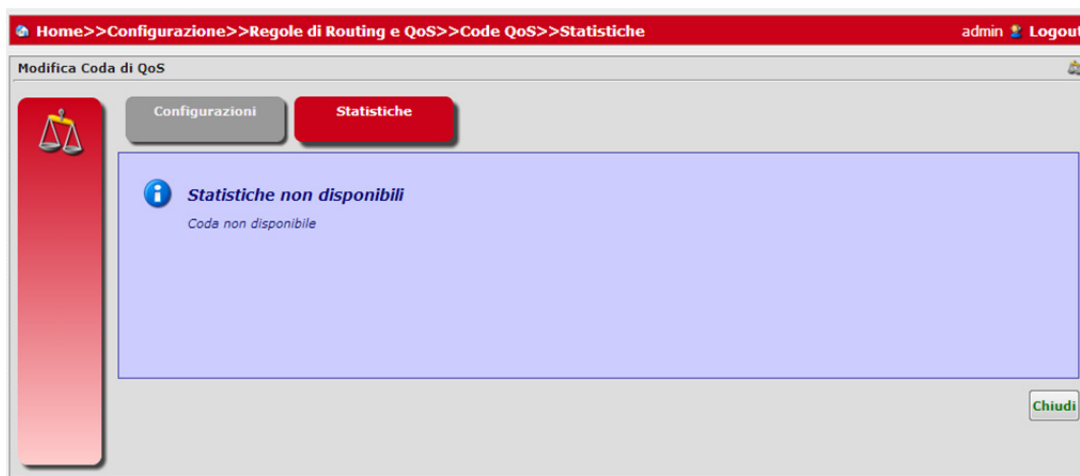 Home>>Configurazione>>Regole di Routing e QoS>>Code QoS>>Statistiche admin Logout
Modifica Coda di QoS
Configurazioni Statistiche
Statistiche non disponibili
Coda non disponibile
Chiudi